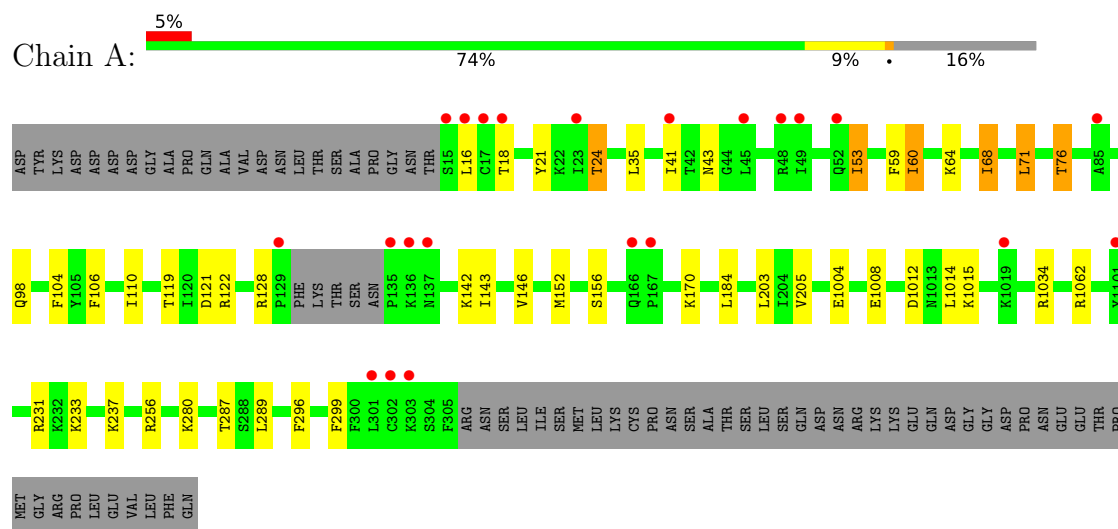 5%
Chain A:
74% 9% • 16%
ASP TYR LYS ASP ASP ASP ASP GLY ALA PRO GLN ALA VAL ASP ASN LEU THR SER ALA PRO GLY ASN THR S15 L16 C17 T18 Y21 K22 I23 T24 L35 I41 T42 N43 G44 L45 R48 I49 Q52 I53 F59 I60 K64 I68 L71 T76 A85
Q98 F104 Y105 F106 I110 T119 I120 D121 R122 R128 P129 PHE LYS THR SER ASN P135 K136 N137 K142 I143 V146 M152 S156 Q166 P167 K170 L184 L203 I204 V205 E1004 E1008 D1012 N1013 L1014 K1015 K1019 R1034 R1062 Y1101
R231 K232 K233 K237 R256 K280 T287 S288 L289 F296 F299 F300 L301 C302 K303 S304 F305 ARG ASN SER LEU ILE SER MET LEU LYS CYS PRO ASN SER ALA THR SER LEU SER GLN ASP ASN ARG LYS LYS GLU GLN ASP GLY GLY ASP PRO ASN GLU GLU THR PRO
MET GLY ARG PRO LEU GLU VAL LEU PHE GLN